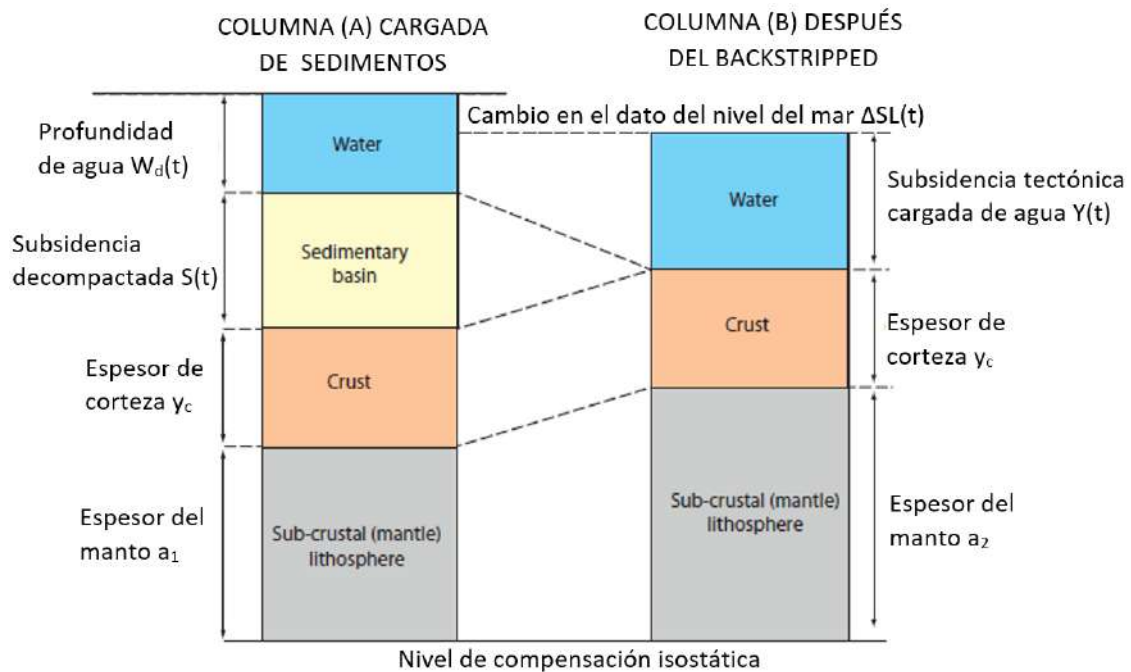 COLUMNA (A) CARGADA
DE SEDIMENTOS
COLUMNA (B) DESPUÉS
DEL BACKSTRIPPED
Cambio en el dato del nivel del mar ΔSL(t)
Profundidad
de agua Wd(t)
Water
Subsidencia
decompactada S(t)
Sedimentary
basin
Espesor de
corteza yc
Crust
Espesor del
manto a1
Sub-crustal (mantle)
lithosphere
Water
Subsidencia tectónica
cargada de agua Y(t)
Crust
Espesor de
corteza yc
Sub-crustal (mantle)
lithosphere
Espesor del
manto a2
Nivel de compensación isostática